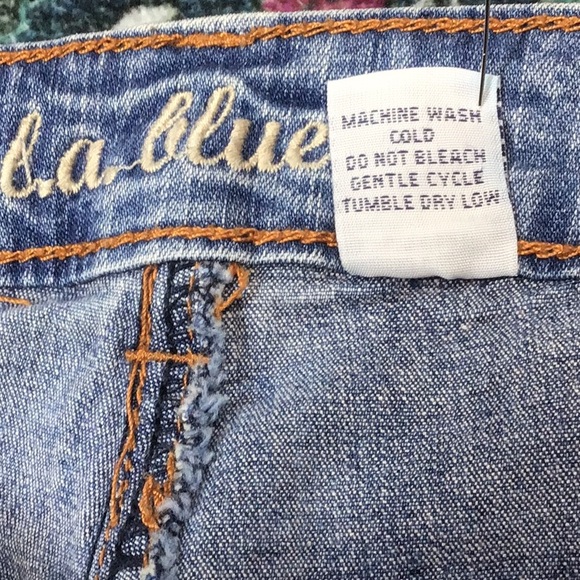 l.a. blue
MACHINE WASH
COLD
DO NOT BLEACH
GENTLE CYCLE
TUMBLE DRY LOW